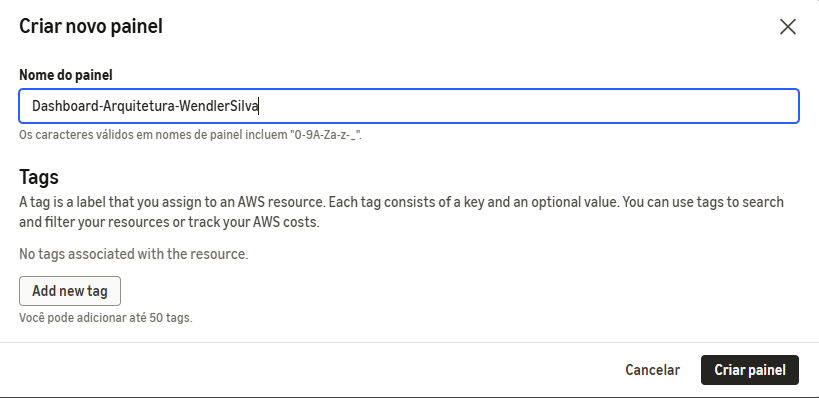 Criar novo painel
Nome do painel
Dashboard-Arquitetura-WendlerSilva
Os caracteres válidos em nomes de painel incluem "0-9A-Za-z-_".
Tags
A tag is a label that you assign to an AWS resource. Each tag consists of a key and an optional value. You can use tags to search
and filter your resources or track your AWS costs.
No tags associated with the resource.
Add new tag
Você pode adicionar até 50 tags.
Cancelar
Criar painel